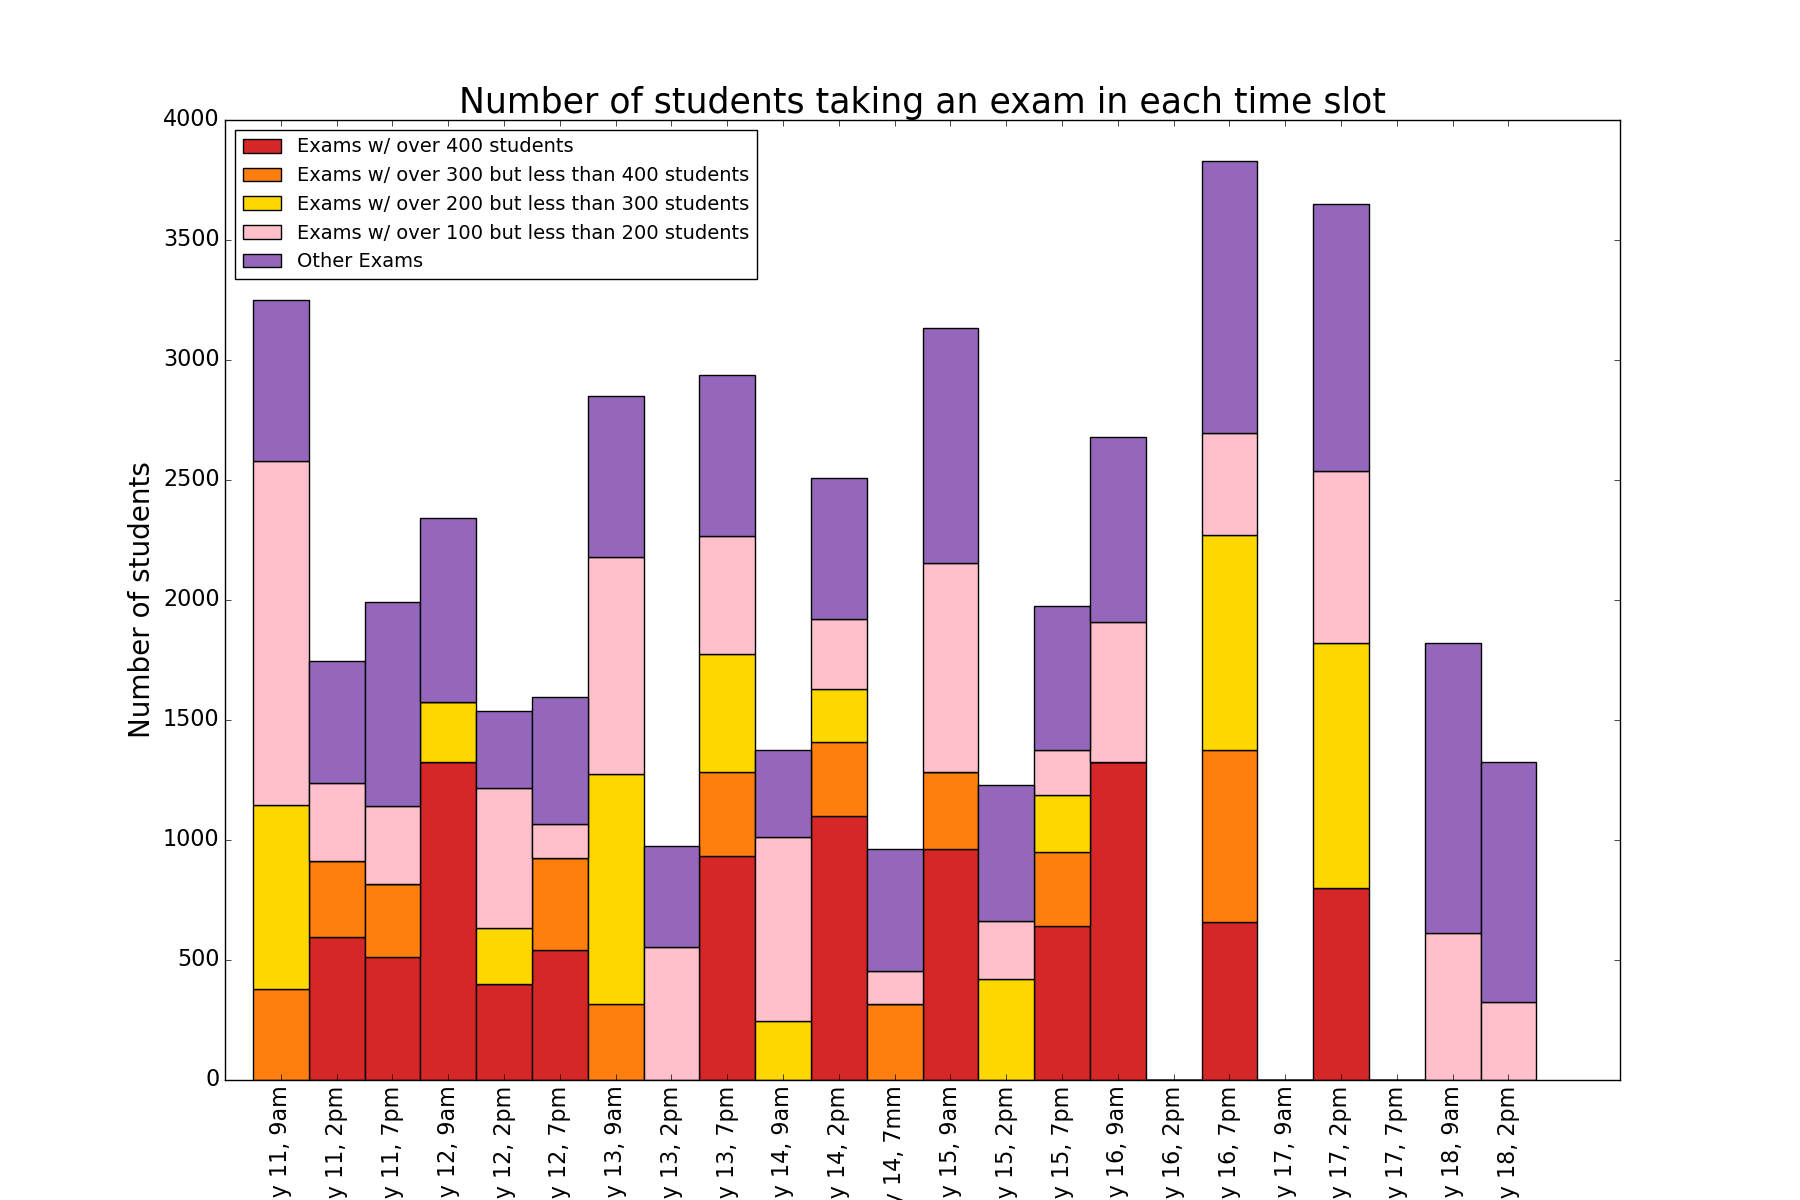 Number of students taking an exam in each time slot
Number of students
4000
3500
3000
2500
2000
1500
1000
500
0
Exams w/ over 400 students
Exams w/ over 300 but less than 400 students
Exams w/ over 200 but less than 300 students
Exams w/ over 100 but less than 200 students
Other Exams
y 11, 9am
y 11, 2pm
y 11, 7pm
y 12, 9am
y 12, 2pm
y 12, 7pm
y 13, 9am
y 13, 2pm
y 13, 7pm
y 14, 9am
y 14, 2pm
y 14, 7mm
y 15, 9am
y 15, 2pm
y 15, 7pm
y 16, 9am
y 16, 2pm
y 16, 7pm
y 17, 9am
y 17, 2pm
y 17, 7pm
y 18, 9am
y 18, 2pm